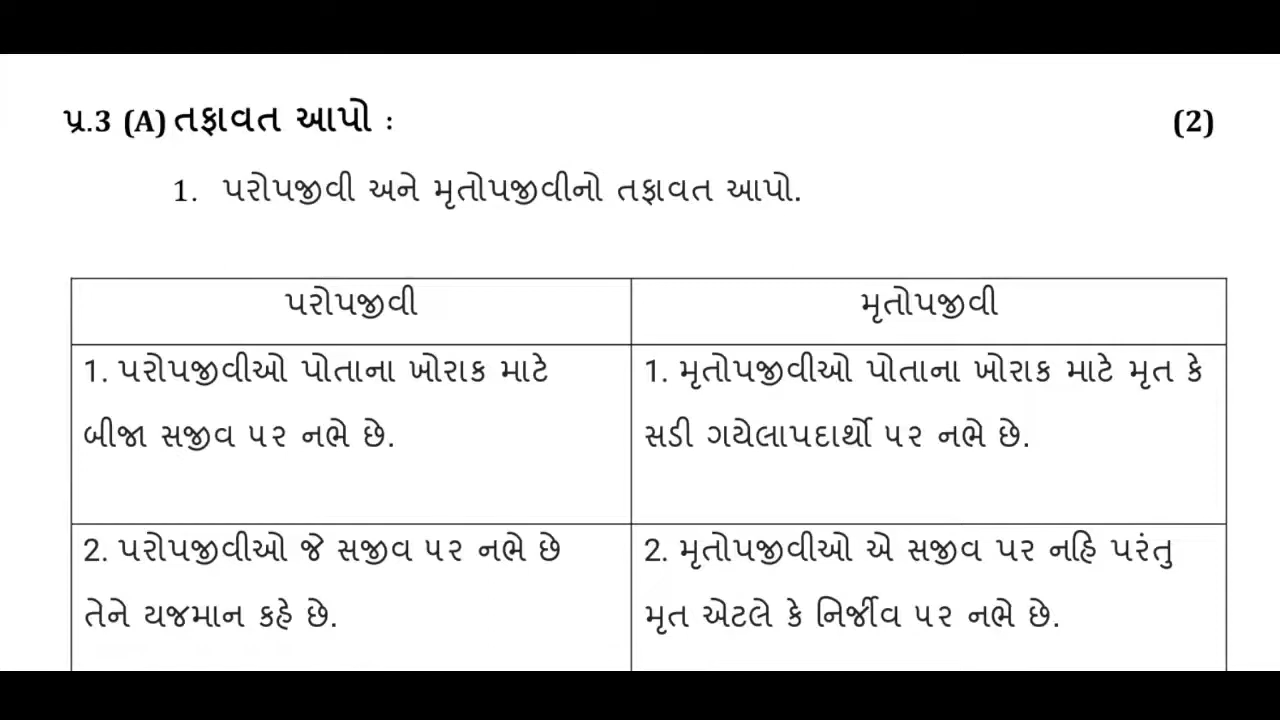 પ્ર.3 (A) તફાવત આપો : (2)
1. પરોપજીવી અને મૃતોપજીવીનો તફાવત આપો.
પરોપજીવી
મૃતોપજીવી
1. પરોપજીવીઓ પોતાના ખોરાક માટે
બીજા સજીવ પર નભે છે.
1. મૃતોપજીવીઓ પોતાના ખોરાક માટે મૃત કે
સડી ગયેલાપદાર્થો પર નભે છે.
2. પરોપજીવીઓ જે સજીવ પર નભે છે
તેને યજમાન કહે છે.
2. મૃતોપજીવીઓ એ સજીવ પર નહિ પરંતુ
મૃત એટલે કે નિર્જીવ પર નભે છે.